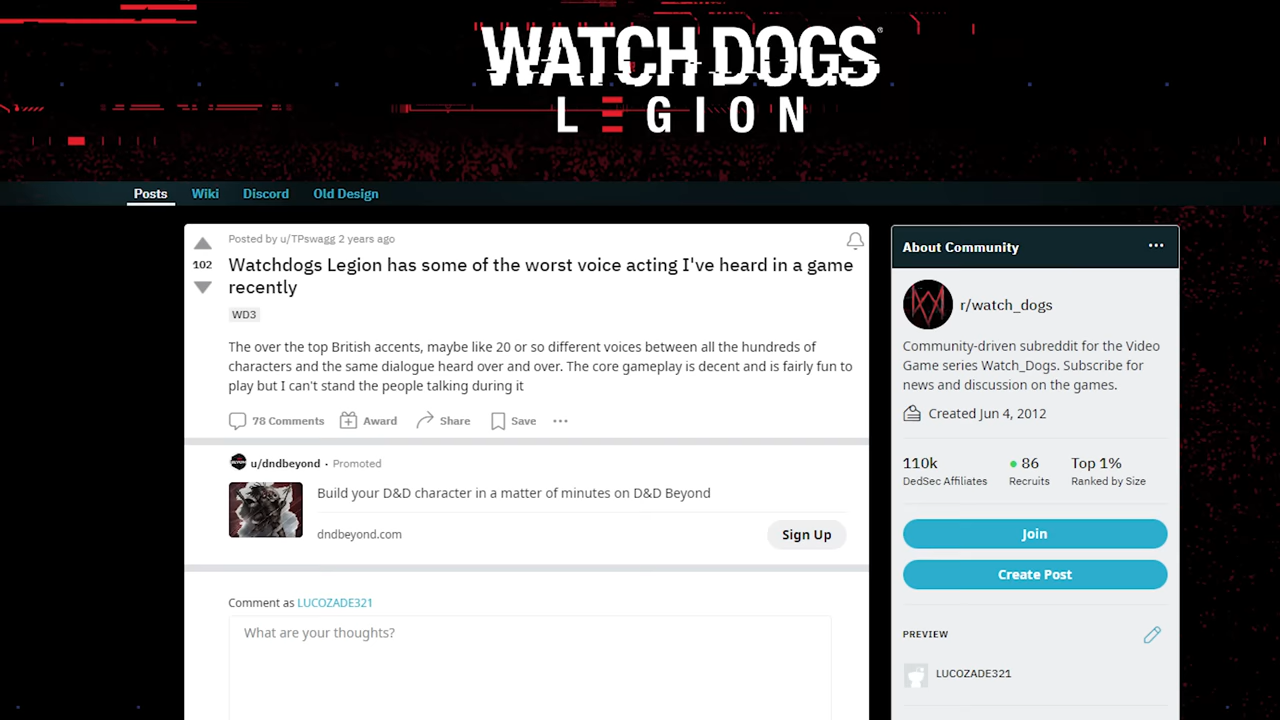 WATCH DOGS
LEGION
Posts Wiki Discord Old Design
Posted by u/TPswagg 2 years ago
102
Watchdogs Legion has some of the worst voice acting I've heard in a game
recently
WD3
The over the top British accents, maybe like 20 or so different voices between all the hundreds of
characters and the same dialogue heard over and over. The core gameplay is decent and is fairly fun to
play but I can't stand the people talking during it
78 Comments Award Share Save ···
u/dndbeyond · Promoted
Build your D&D character in a matter of minutes on D&D Beyond
dndbeyond.com
Sign Up
Comment as LUCOZADE321
What are your thoughts?
About Community ···
r/watch_dogs
Community-driven subreddit for the Video
Game series Watch_Dogs. Subscribe for
news and discussion on the games.
Created Jun 4, 2012
110k 86 Top 1%
DedSec Affiliates Recruits Ranked by Size
Join
Create Post
PREVIEW
LUCOZADE321